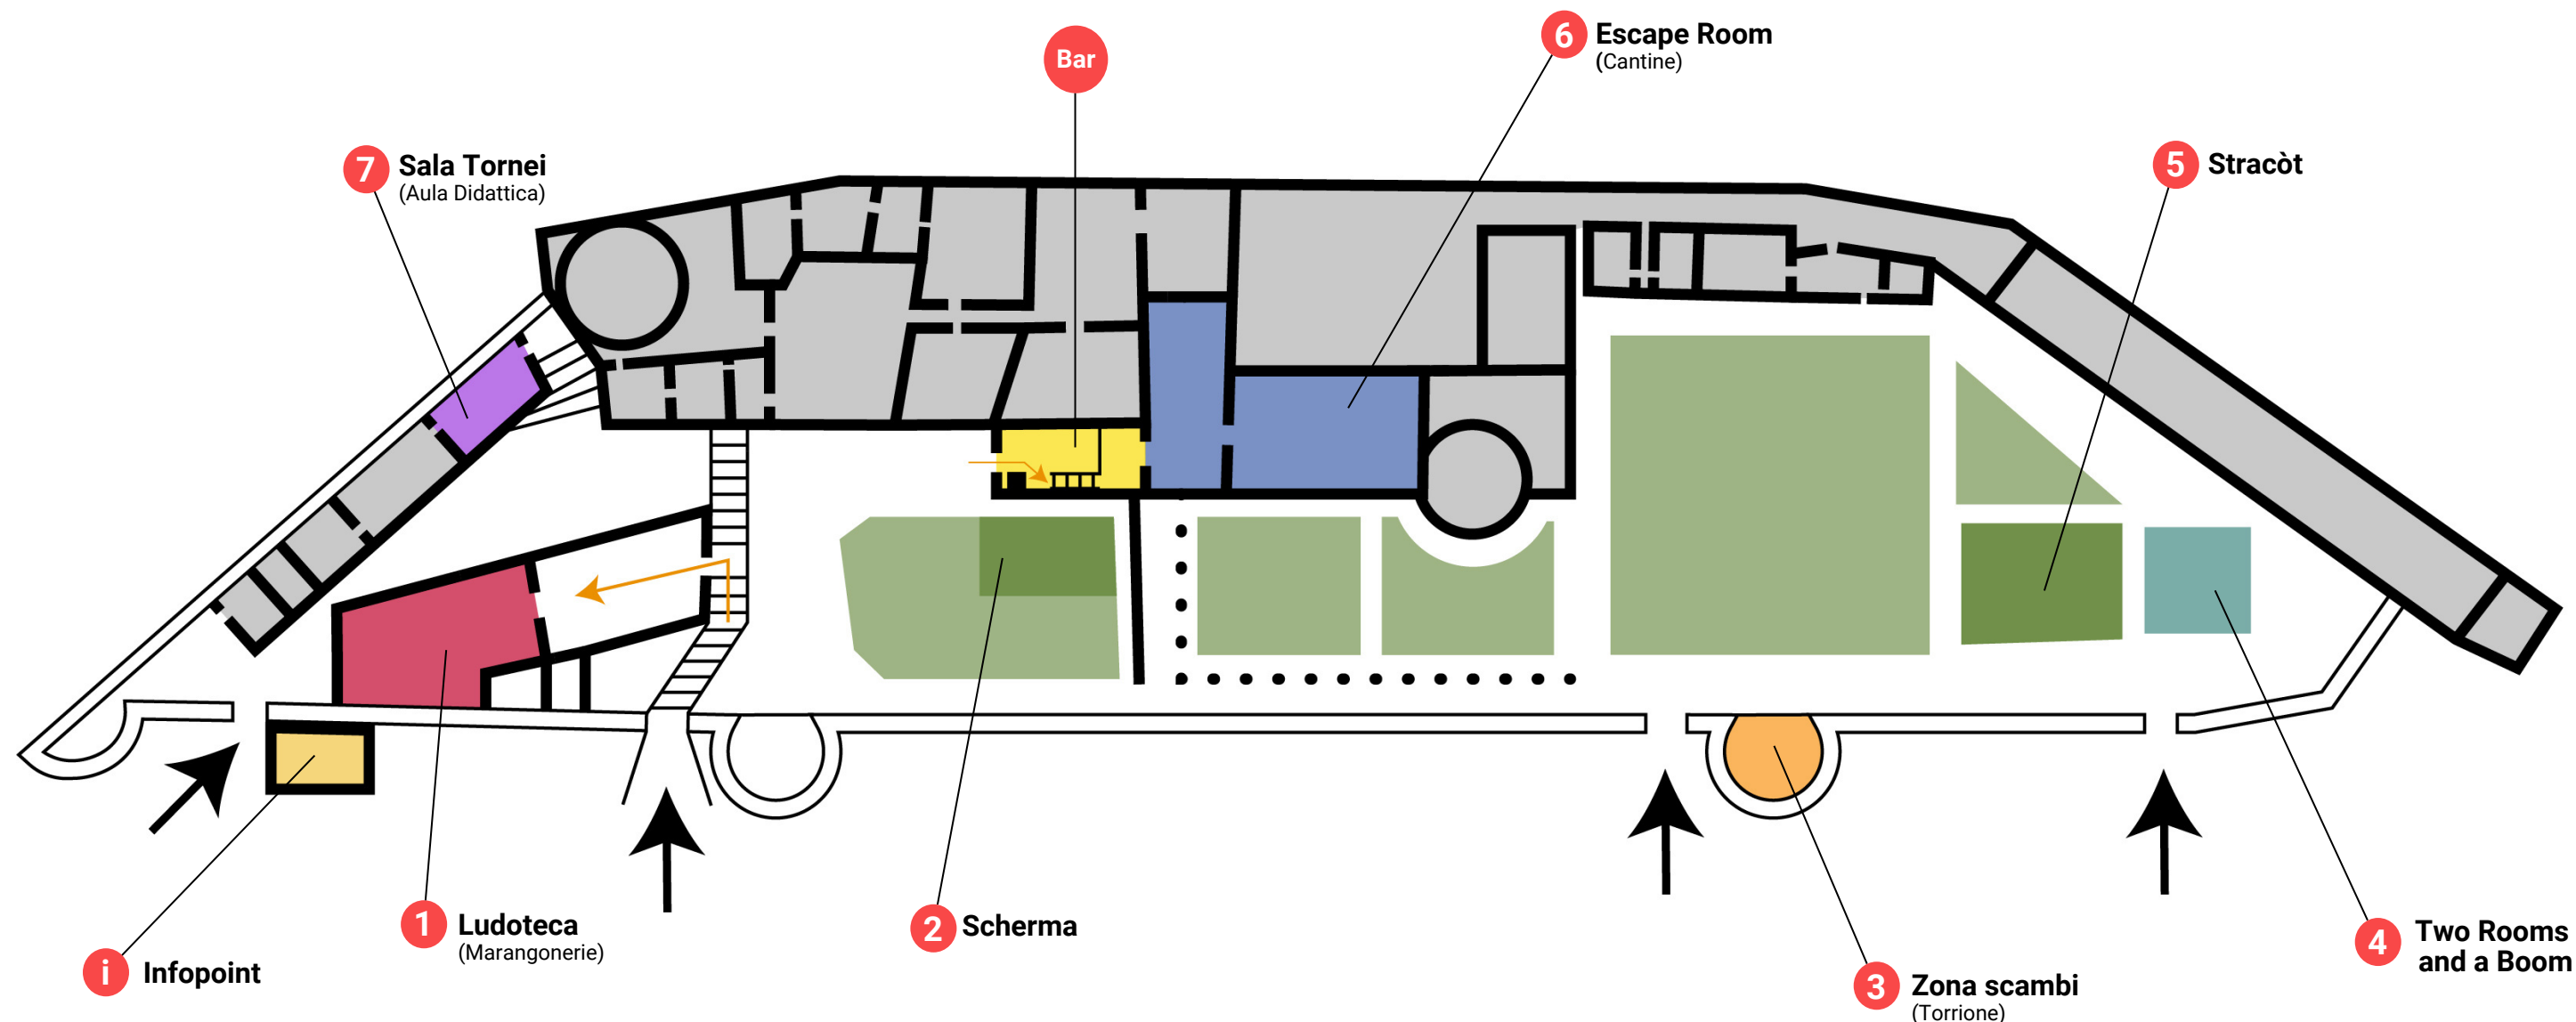 6 Escape Room
(Cantine)
Bar
7 Sala Tornei
(Aula Didattica)
5 Stracòt
1 Ludoteca
(Marangonerie)
2 Scherma
i Infopoint
4 Two Rooms
and a Boom
3 Zona scambi
(Torrione)